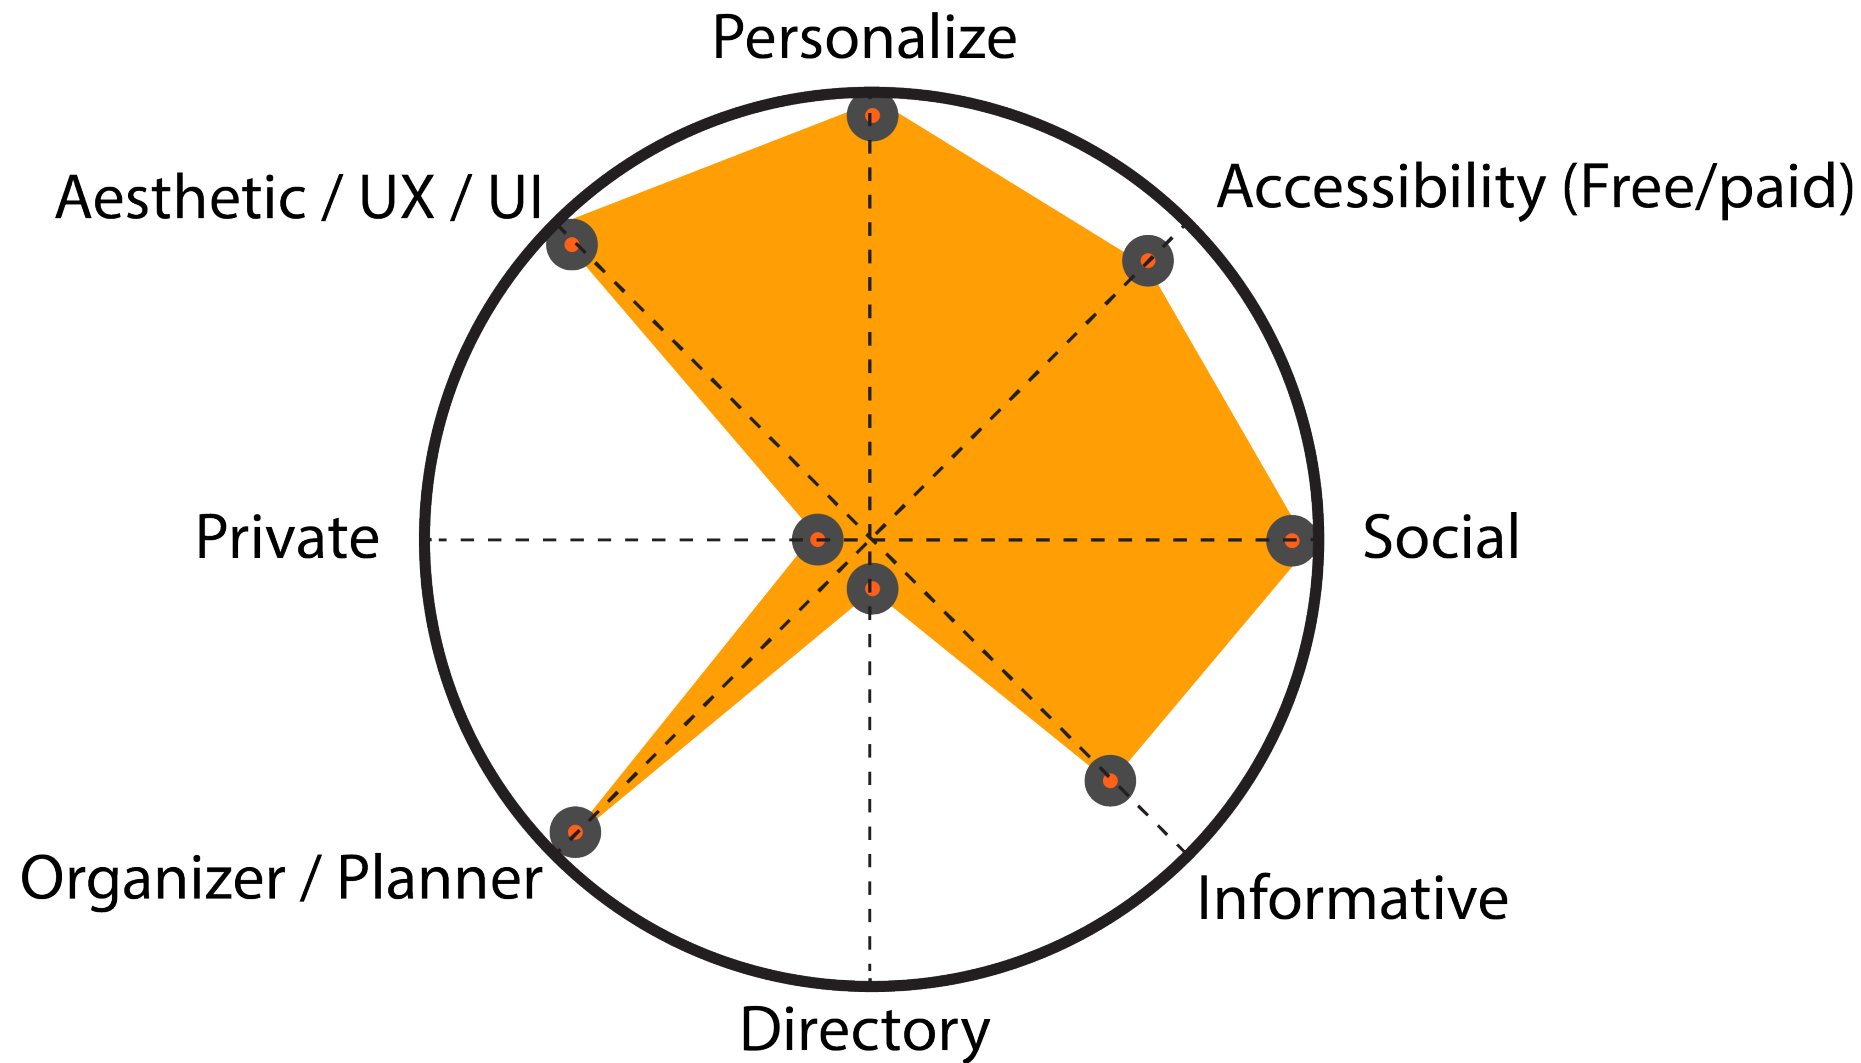 Personalize
Accessibility (Free/paid)
Aesthetic / UX / UI
Private
Social
Organizer / Planner
Informative
Directory